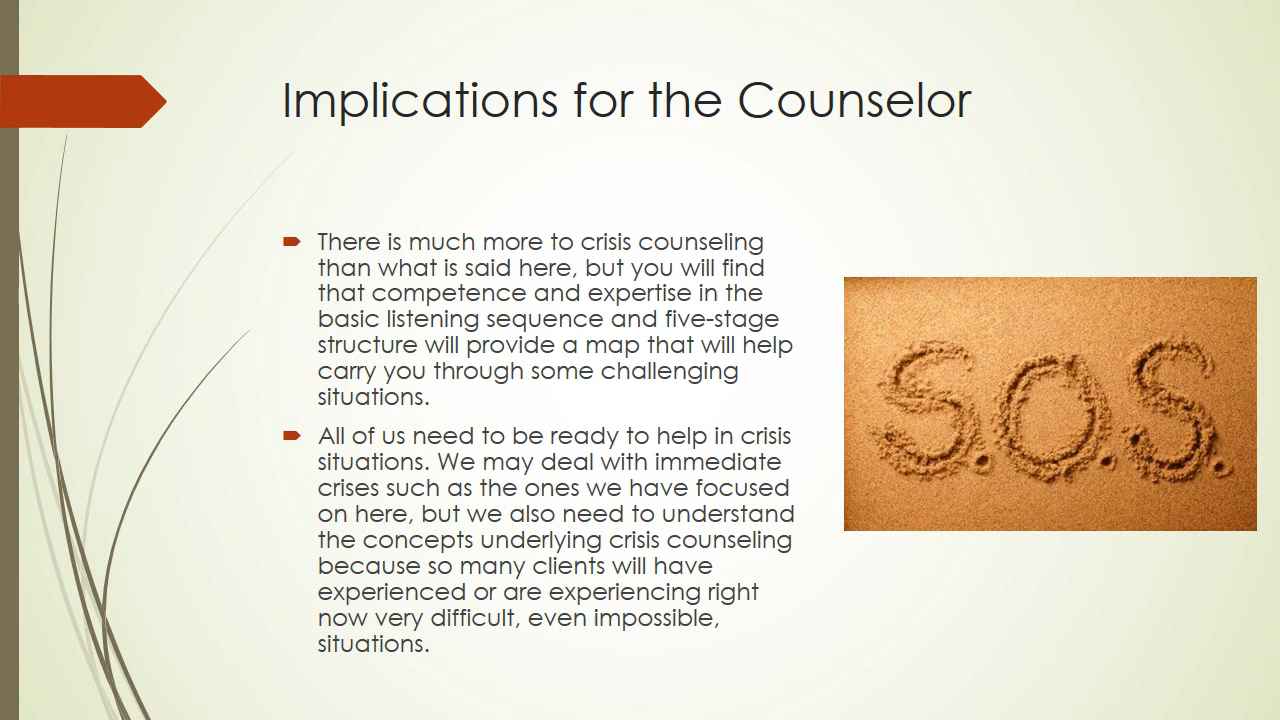 Implications for the Counselor
There is much more to crisis counseling
than what is said here, but you will find
that competence and expertise in the
basic listening sequence and five-stage
structure will provide a map that will help
carry you through some challenging
situations.
All of us need to be ready to help in crisis
situations. We may deal with immediate
crises such as the ones we have focused
on here, but we also need to understand
the concepts underlying crisis counseling
because so many clients will have
experienced or are experiencing right
now very difficult, even impossible,
situations.
S.O.S.